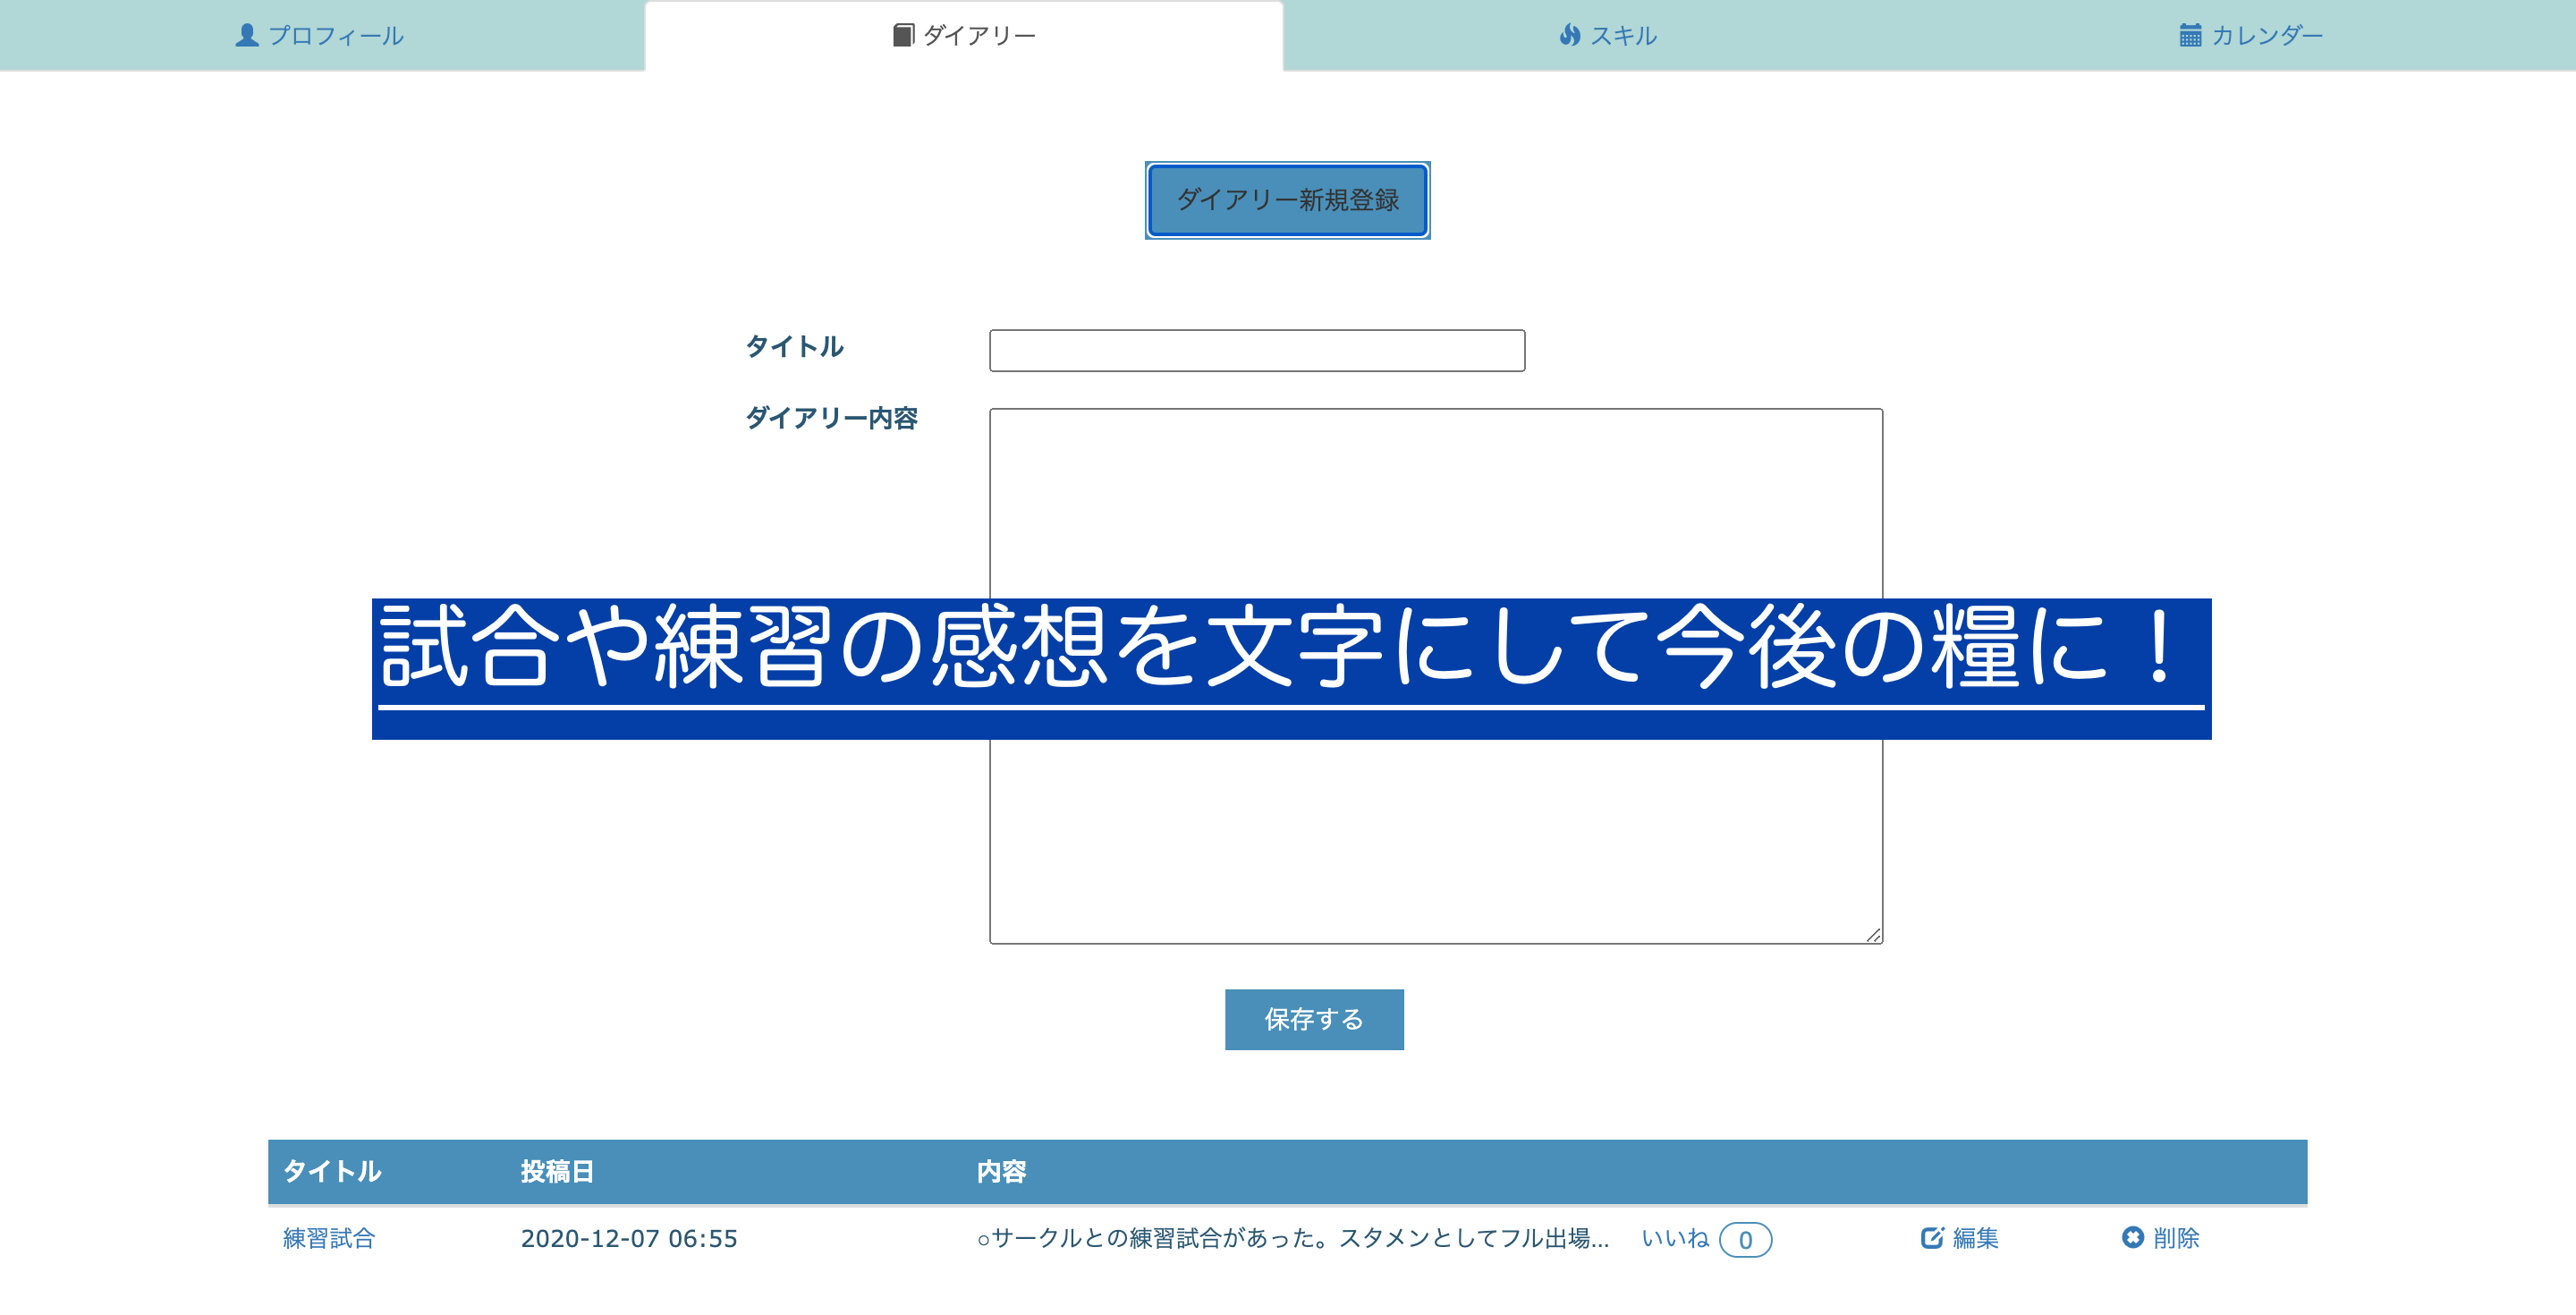 プロフィール ダイアリー スキル カレンダー
ダイアリー新規登録
タイトル
ダイアリー内容
試合や練習の感想を文字にして今後の糧に！
保存する
タイトル 投稿日 内容
練習試合 2020-12-07 06:55 ○サークルとの練習試合があった。スタメンとしてフル出場... いいね 0 編集 削除